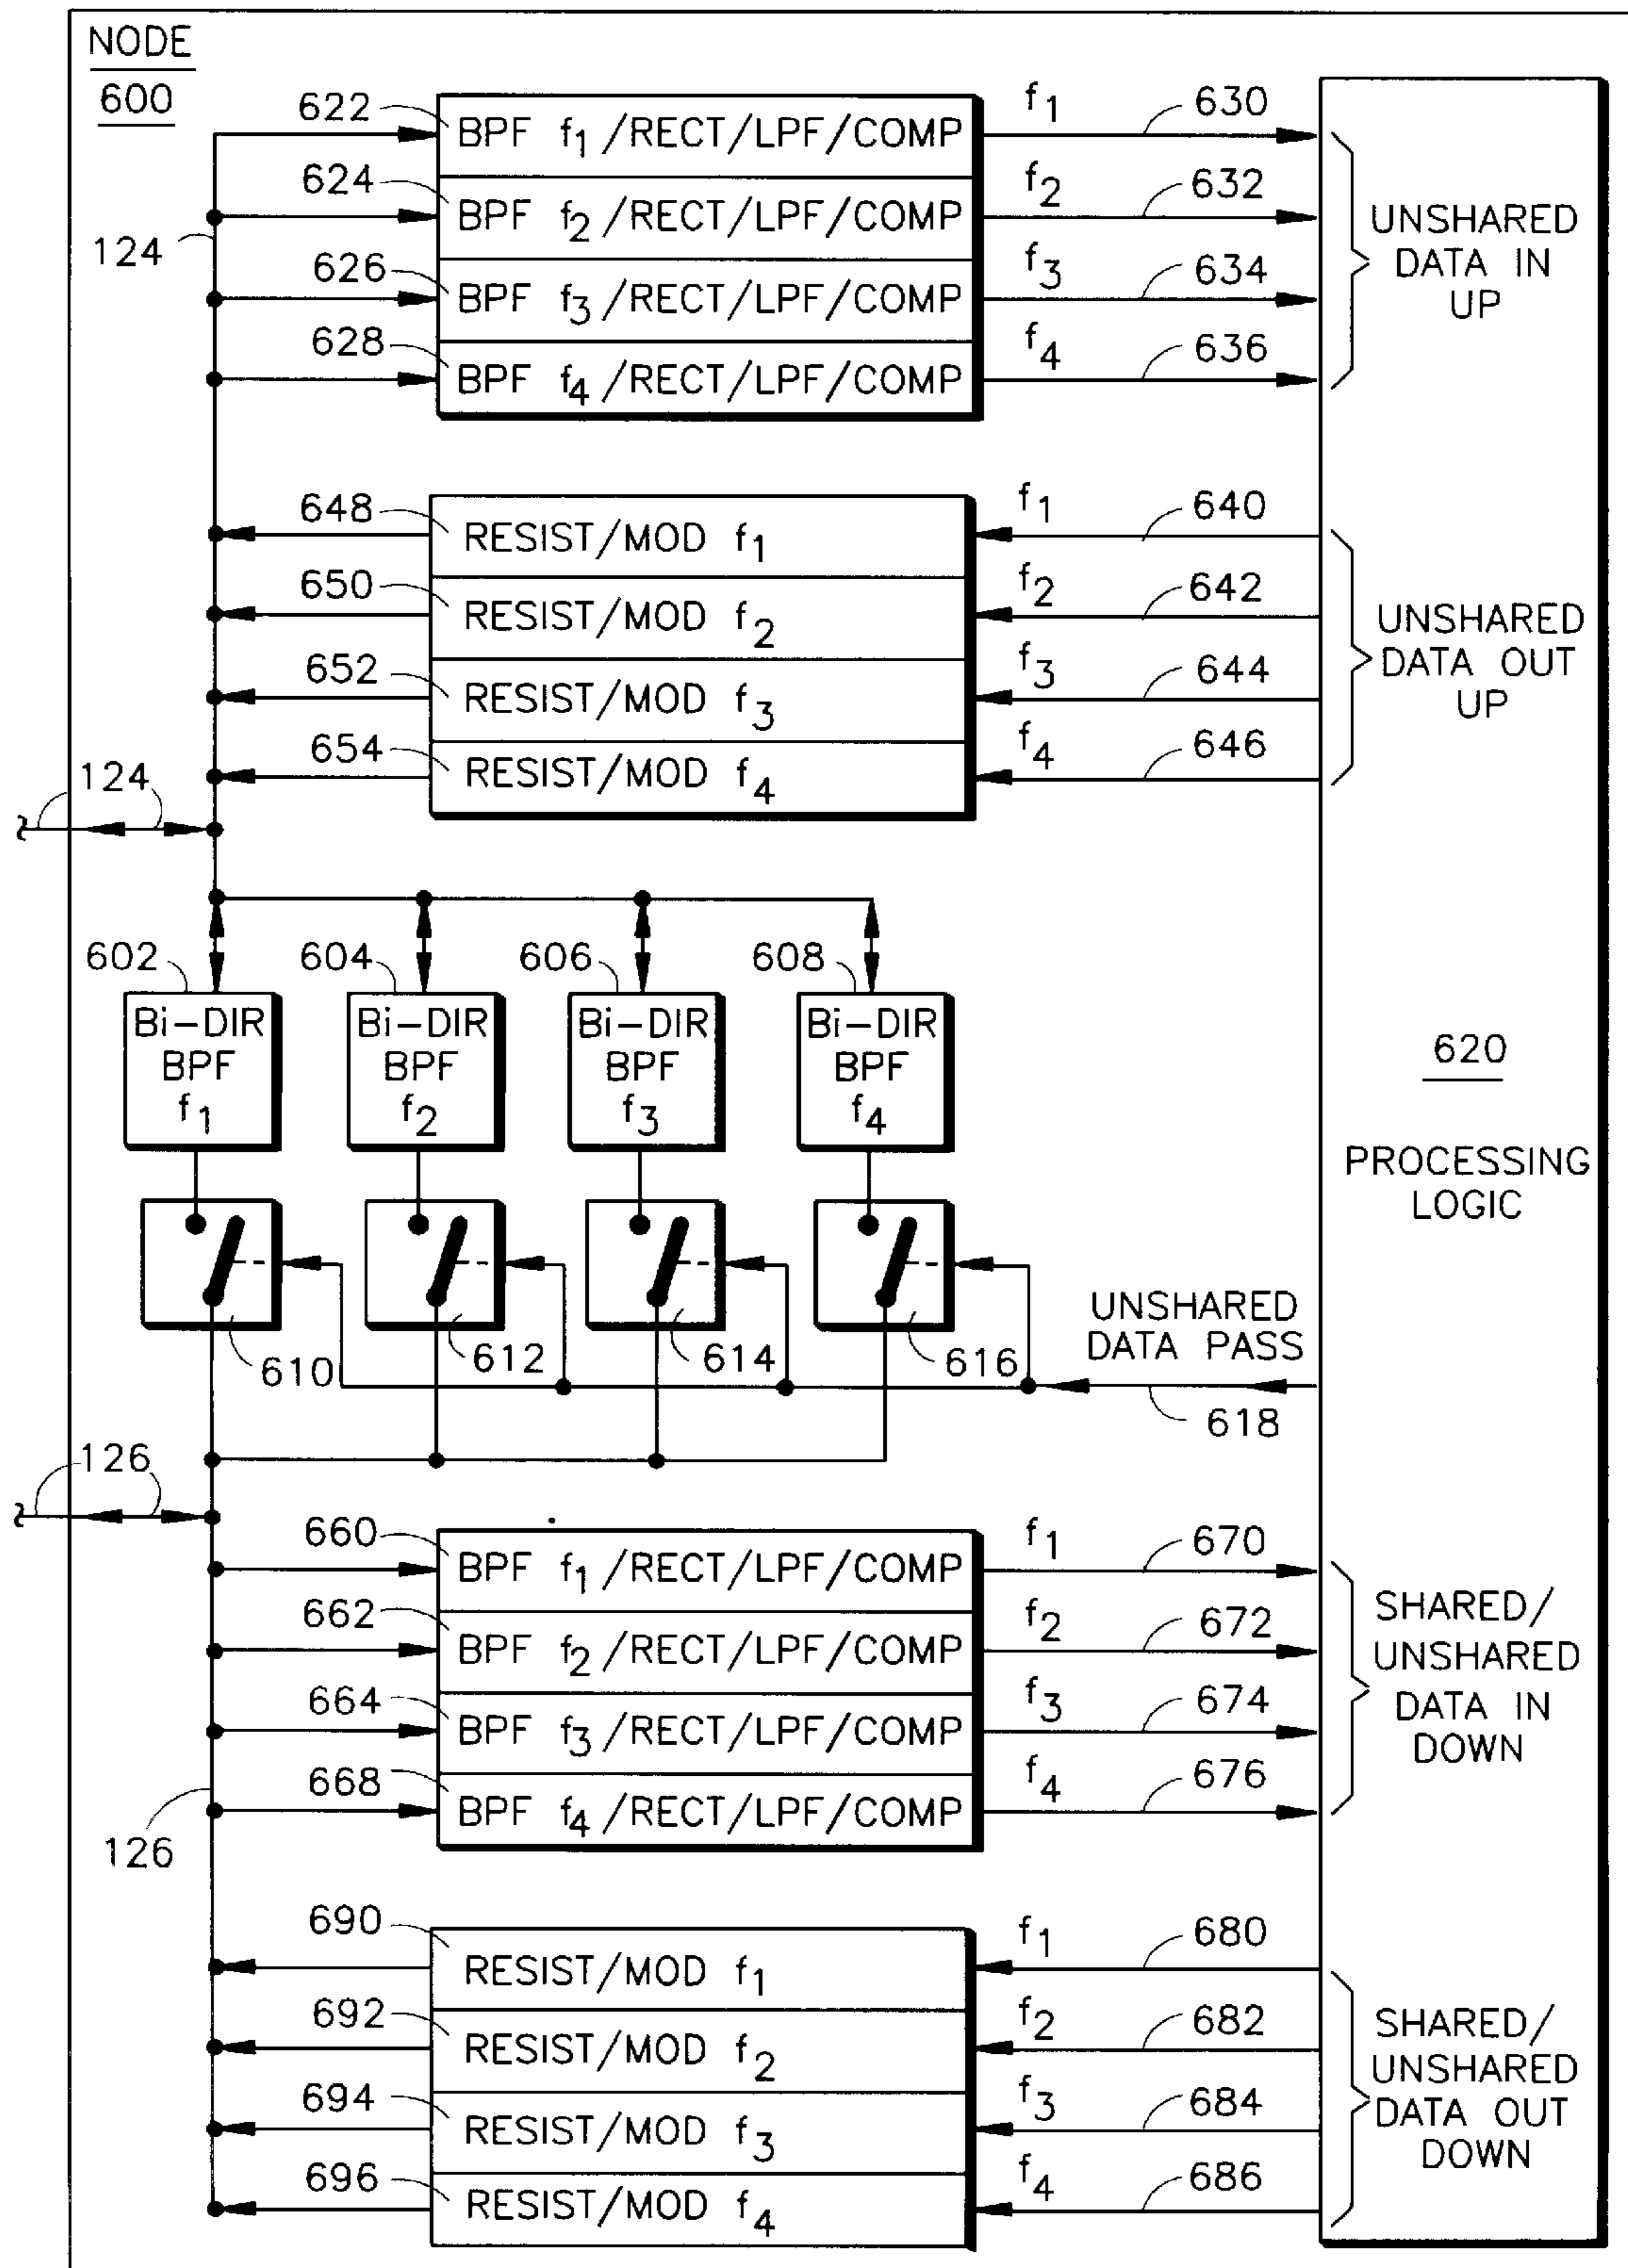 NODE
600
622 BPF f1 /RECT/LPF/COMP f1 630
624 BPF f2 /RECT/LPF/COMP f2 632
124
626 BPF f3 /RECT/LPF/COMP f3 634
628 BPF f4 /RECT/LPF/COMP f4 636
UNSHARED
DATA IN
UP
648 RESIST/MOD f1 f1 640
650 RESIST/MOD f2 f2 642
652 RESIST/MOD f3 f3 644
654 RESIST/MOD f4 f4 646
UNSHARED
DATA OUT
UP
124
602 604 606 608
Bi-DIR
BPF
f1
Bi-DIR
BPF
f2
Bi-DIR
BPF
f3
Bi-DIR
BPF
f4
620
PROCESSING
LOGIC
610 612 614 616
UNSHARED
DATA PASS
618
126
660 BPF f1 /RECT/LPF/COMP f1 670
662 BPF f2 /RECT/LPF/COMP f2 672
664 BPF f3 /RECT/LPF/COMP f3 674
668 BPF f4 /RECT/LPF/COMP f4 676
SHARED/
UNSHARED
DATA IN
DOWN
126
690 RESIST/MOD f1 f1 680
692 RESIST/MOD f2 f2 682
694 RESIST/MOD f3 f3 684
696 RESIST/MOD f4 f4 686
SHARED/
UNSHARED
DATA OUT
DOWN